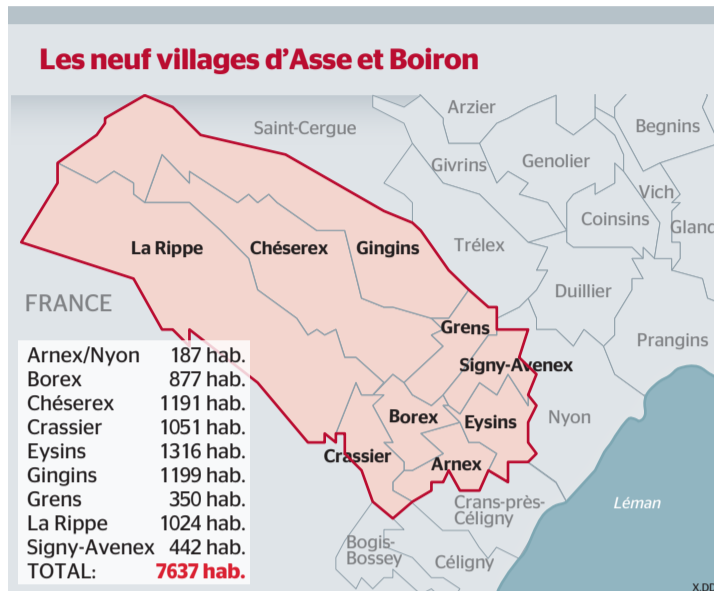 Les neuf villages d'Asse et Boiron
Arzier
Saint-Cergue
Begnins
Givrins
Genolier
Vich
Coinsins
Gland
La Rippe
Chéserex
Gingins
Trélex
Duillier
FRANCE
Grens
Prangins
Signy-Avenex
Borex
Eysins
Nyon
Crassier
Arnex
Crans-près-
Céligny
Léman
Bogis-
Bossey
Céligny
Arnex/Nyon 187 hab.
Borex 877 hab.
Chéserex 1191 hab.
Crassier 1051 hab.
Eysins 1316 hab.
Gingins 1199 hab.
Grens 350 hab.
La Rippe 1024 hab.
Signy-Avenex 442 hab.
TOTAL: 7637 hab.
X.DD